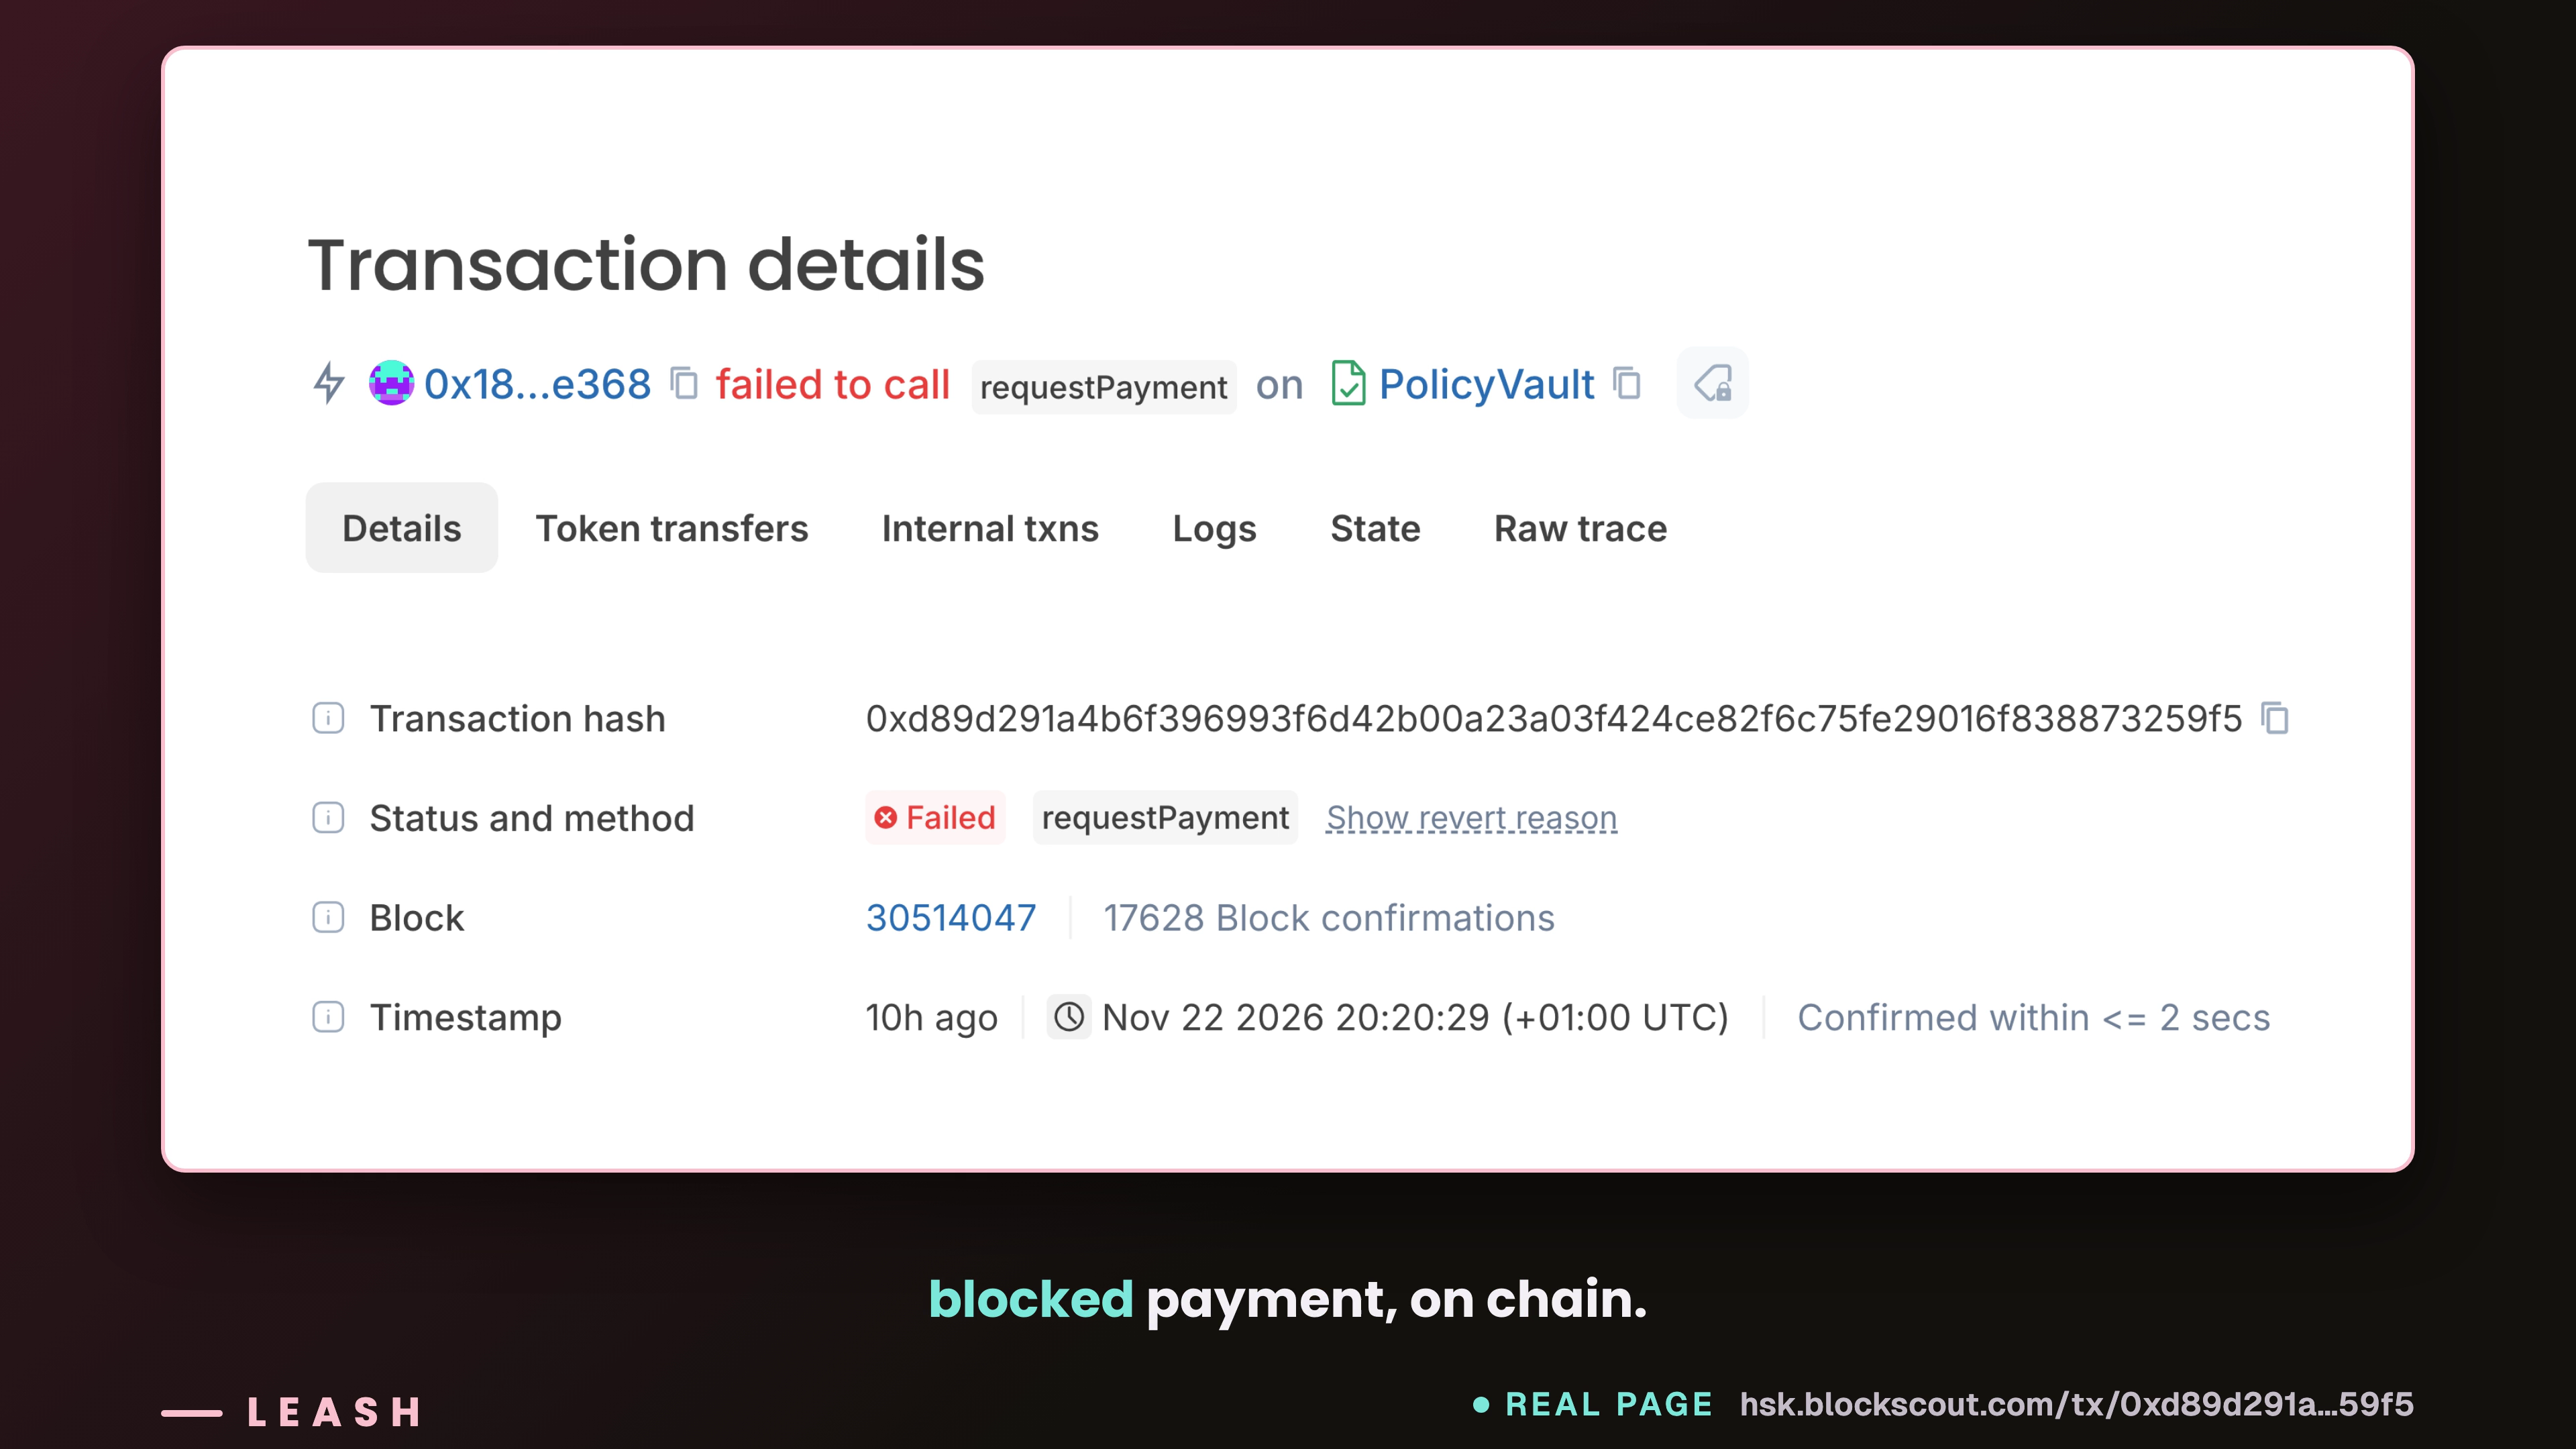 Transaction details
0x18...e368 failed to call requestPayment on PolicyVault
Details Token transfers Internal txns Logs State Raw trace
Transaction hash 0xd89d291a4b6f396993f6d42b00a23a03f424ce82f6c75fe29016f838873259f5
Status and method Failed requestPayment Show revert reason
Block 30514047 17628 Block confirmations
Timestamp 10h ago Nov 22 2026 20:20:29 (+01:00 UTC) Confirmed within <= 2 secs
blocked payment, on chain.
LEASH
REAL PAGE hsk.blockscout.com/tx/0xd89d291a...59f5